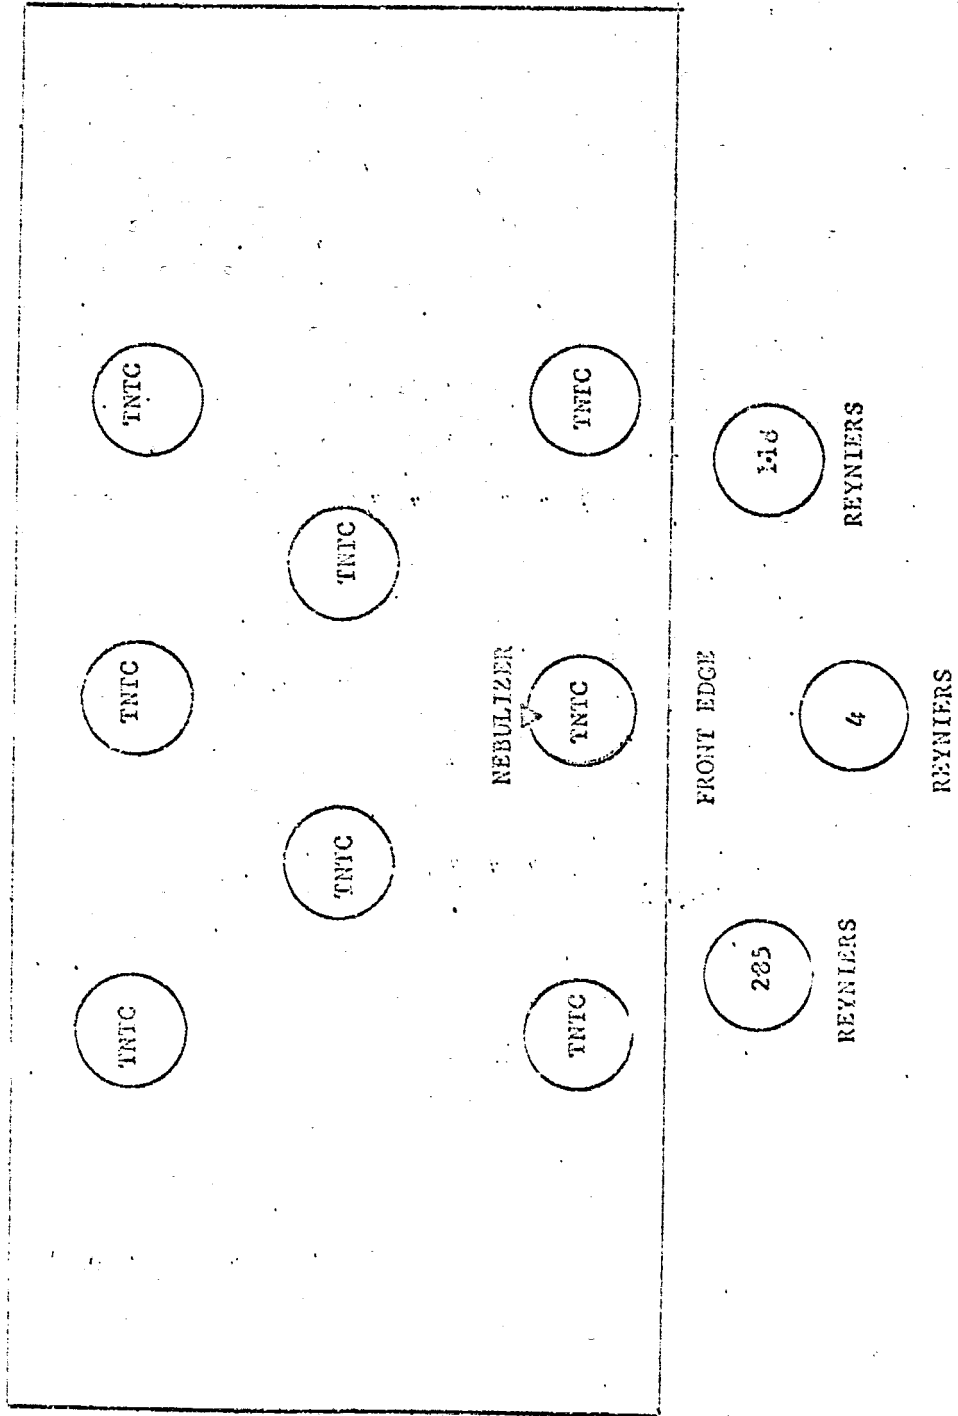 TNTC TNTC TNTC
TNTC TNTC
NEBULIZER
TNTC TNTC TNTC
FRONT EDGE
285
REYNIERS REYNIERS
4
REYNIERS